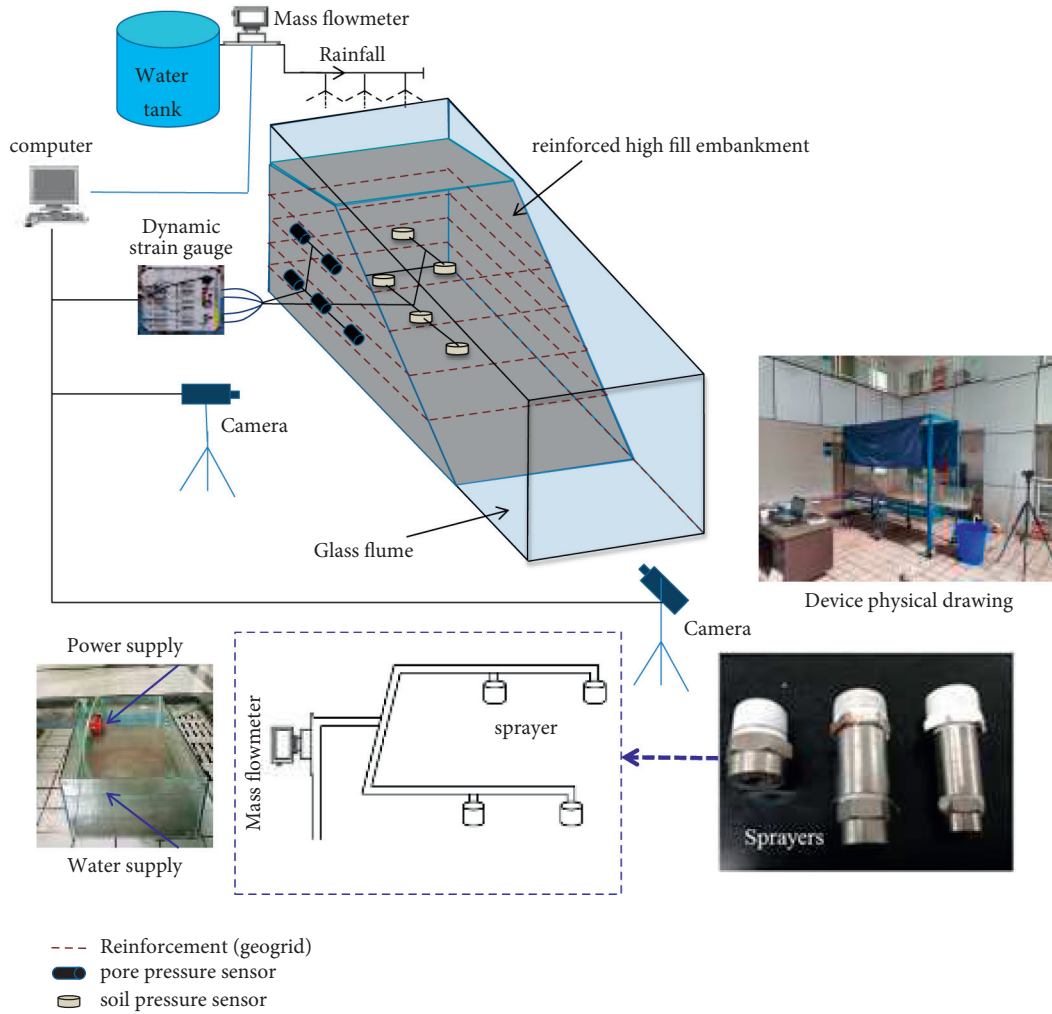 Mass flowmeter
Rainfall
Water
tank
computer
reinforced high fill embankment
Dynamic
strain gauge
Camera
Glass flume
Device physical drawing
Camera
Power supply
Mass flowmeter
sprayer
Sprayers
Water supply
Reinforcement (geogrid)
pore pressure sensor
soil pressure sensor